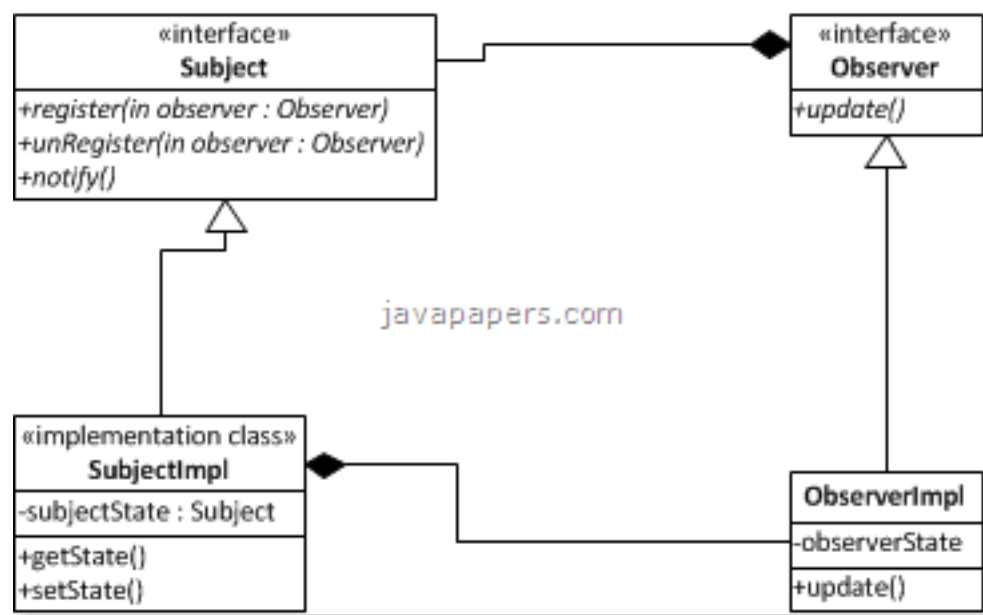 «interface»
Subject
+register(in observer : Observer)
+unRegister(in observer : Observer)
+notify()
«interface»
Observer
+update()
javapapers.com
«implementation class»
SubjectImpl
-subjectState : Subject
+getState()
+setState()
ObserverImpl
-observerState
+update()